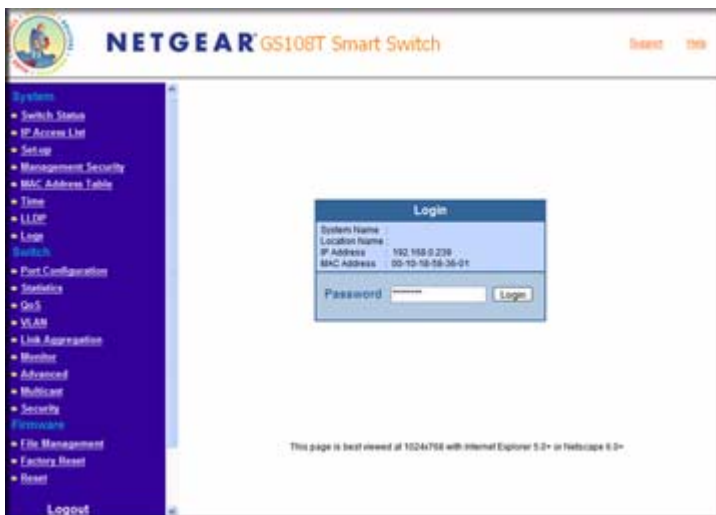 NETGEAR GS108T Smart Switch
Support Help
System
Switch Status
IP Access List
Set-up
Management Security
MAC Address Table
Time
LLDP
Logs
Switch
Port Configuration
Statistics
QoS
VLAN
Link Aggregation
Monitor
Advanced
Multicast
Security
Firmware
File Management
Factory Reset
Reset
Logout
Login
System Name :
Location Name :
IP Address : 192.168.0.239
MAC Address : 00-10-18-58-36-01
Password ******** Login
This page is best viewed at 1024x768 with Internet Explorer 5.0+ or Netscape 6.0+